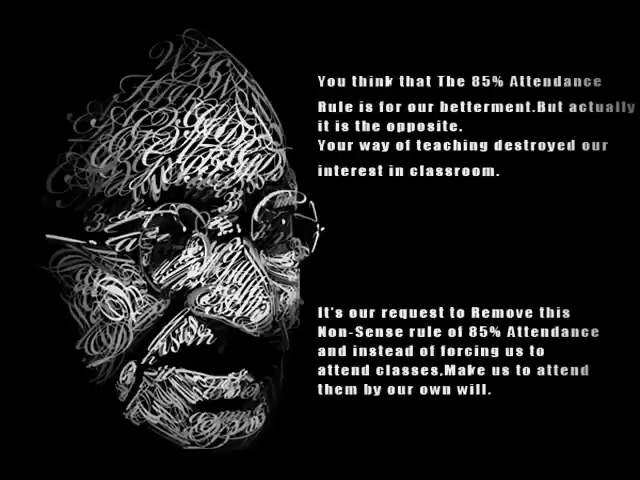 You think that The 85% Attendance
Rule is for our betterment.But actually
it is the opposite.
Your way of teaching destroyed our
interest in classroom.
It's our request to Remove this
Non-Sense rule of 85% Attendance
and instead of forcing us to
attend classes.Make us to attend
them by our own will.